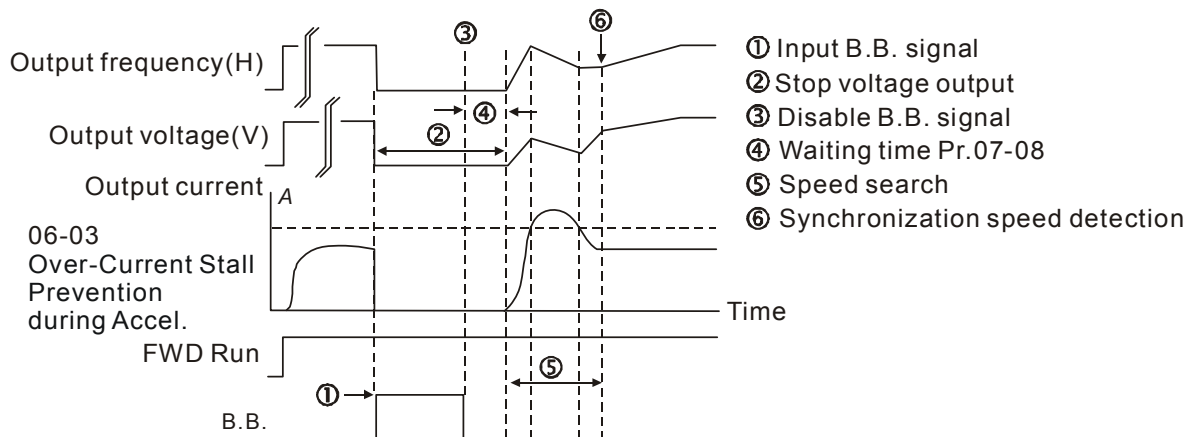 Output frequency(H)
Output voltage(V)
Output current
A
06-03
Over-Current Stall
Prevention
during Accel.
FWD Run
B.B.
Time
①
②
③
④
⑤
⑥
① Input B.B. signal
② Stop voltage output
③ Disable B.B. signal
④ Waiting time Pr.07-08
⑤ Speed search
⑥ Synchronization speed detection